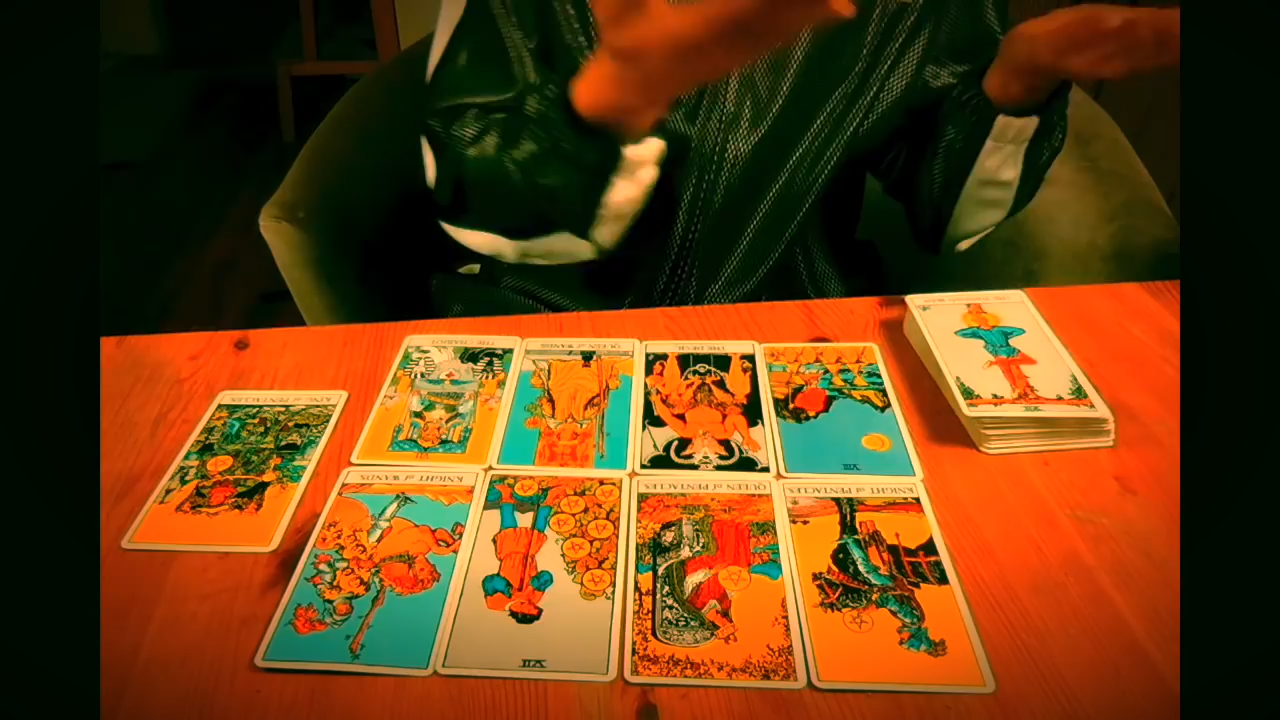 THE CHARIOT
QUEEN of WANDS
THE DEVIL
VIII
THE HANGED MAN
XII
KING of PENTACLES
KNIGHT of WANDS
VII
QUEEN of PENTACLES
KNIGHT of PENTACLES